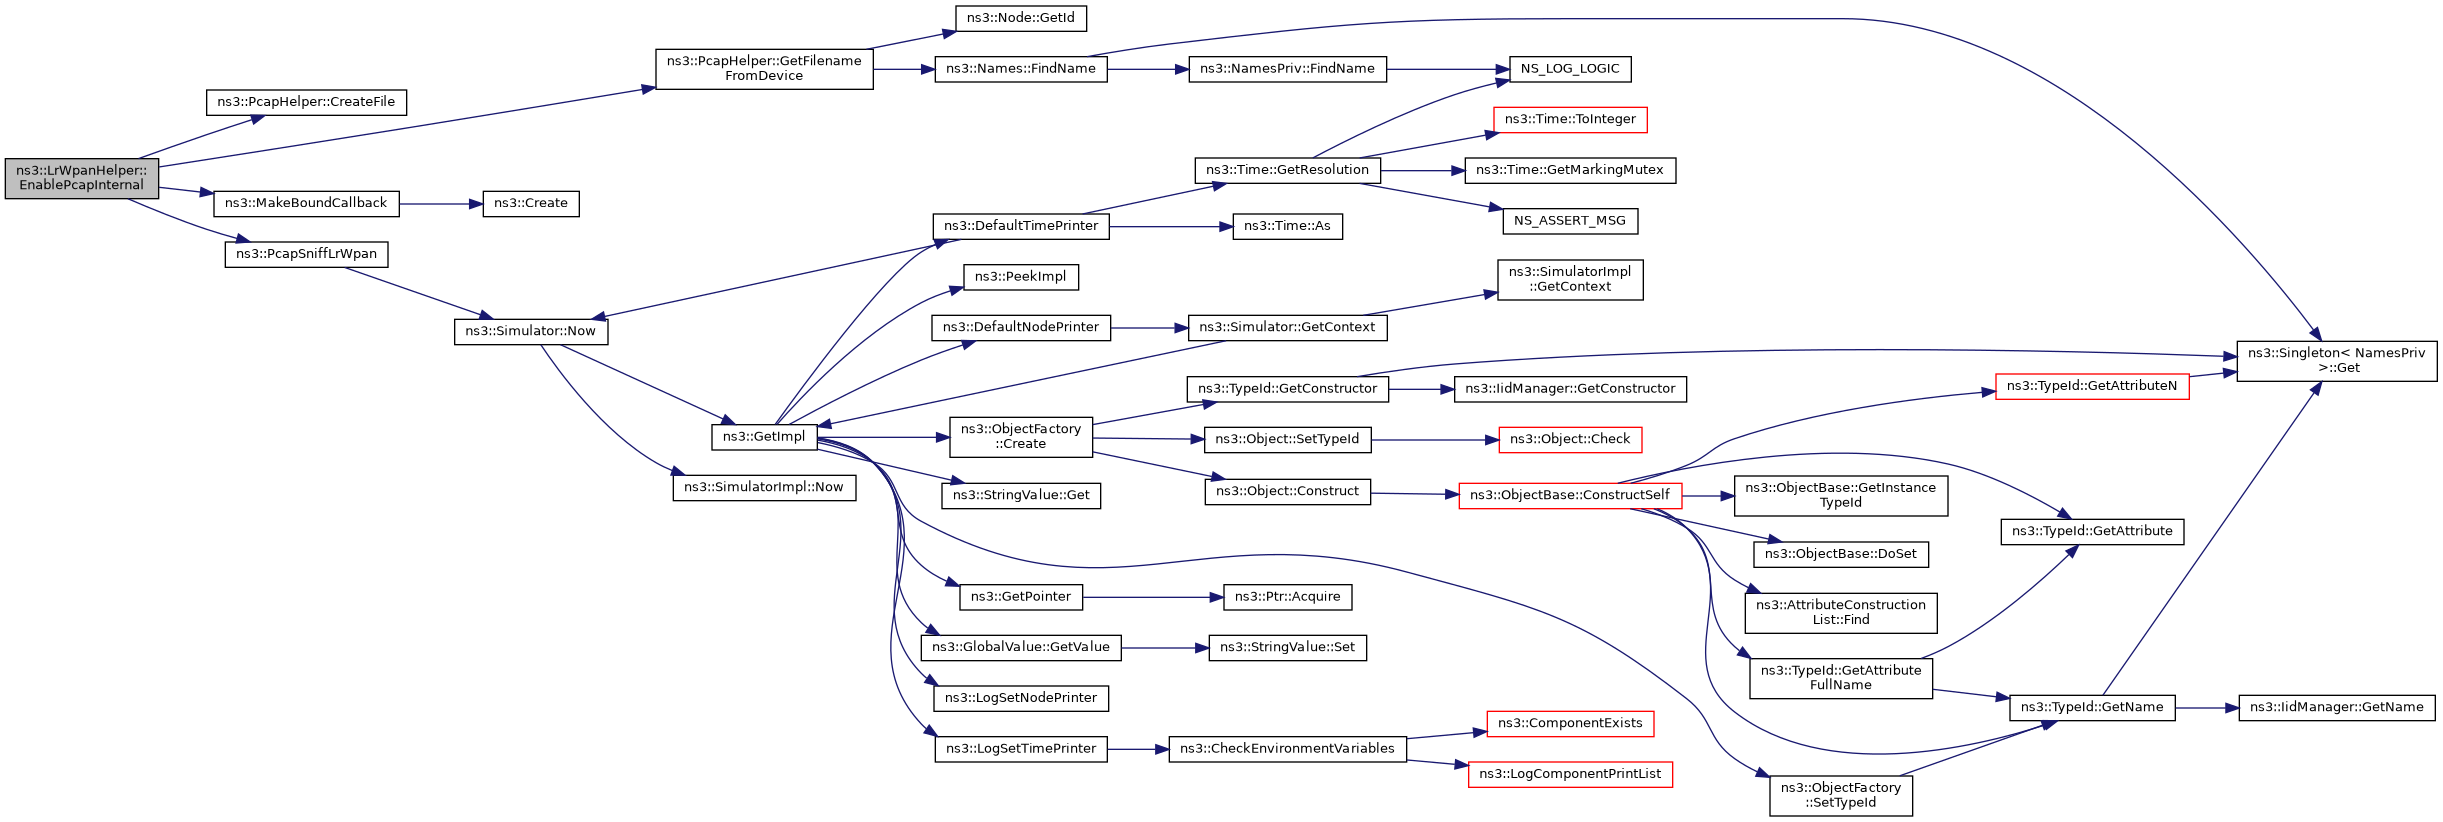 ns3::LrWpanHelper::
EnablePcapInternal
ns3::PcapHelper::CreateFile
ns3::PcapHelper::GetFilename
FromDevice
ns3::Node::GetId
ns3::Names::FindName
ns3::NamesPriv::FindName
NS_LOG_LOGIC
ns3::Singleton< NamesPriv
>::Get
ns3::MakeBoundCallback
ns3::Create
ns3::PcapSniffLrWpan
ns3::Simulator::Now
ns3::GetImpl
ns3::SimulatorImpl::Now
ns3::DefaultTimePrinter
ns3::Time::GetResolution
ns3::Time::ToInteger
ns3::Time::GetMarkingMutex
NS_ASSERT_MSG
ns3::Time::As
ns3::PeekImpl
ns3::DefaultNodePrinter
ns3::Simulator::GetContext
ns3::SimulatorImpl
::GetContext
ns3::ObjectFactory
::Create
ns3::TypeId::GetConstructor
ns3::IidManager::GetConstructor
ns3::Object::SetTypeId
ns3::Object::Check
ns3::Object::Construct
ns3::ObjectBase::ConstructSelf
ns3::TypeId::GetAttributeN
ns3::ObjectBase::GetInstance
TypeId
ns3::TypeId::GetAttribute
ns3::ObjectBase::DoSet
ns3::AttributeConstruction
List::Find
ns3::TypeId::GetAttribute
FullName
ns3::TypeId::GetName
ns3::IidManager::GetName
ns3::StringValue::Get
ns3::GetPointer
ns3::Ptr::Acquire
ns3::GlobalValue::GetValue
ns3::StringValue::Set
ns3::LogSetNodePrinter
ns3::LogSetTimePrinter
ns3::CheckEnvironmentVariables
ns3::ComponentExists
ns3::LogComponentPrintList
ns3::ObjectFactory
::SetTypeId